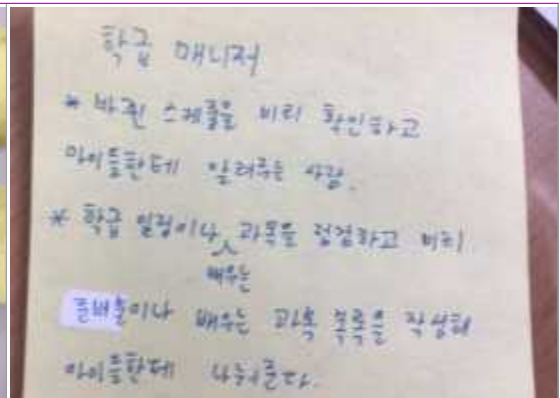 학급 매니저
* 바뀐 스케줄을 미리 확인하고
아이들한테 알려주는 사람.
* 학급 일정이나 과목을 점검하고 미리
배우는
준비물이나 배우는 과목 목록을 작성해
아이들한테 나눠준다.